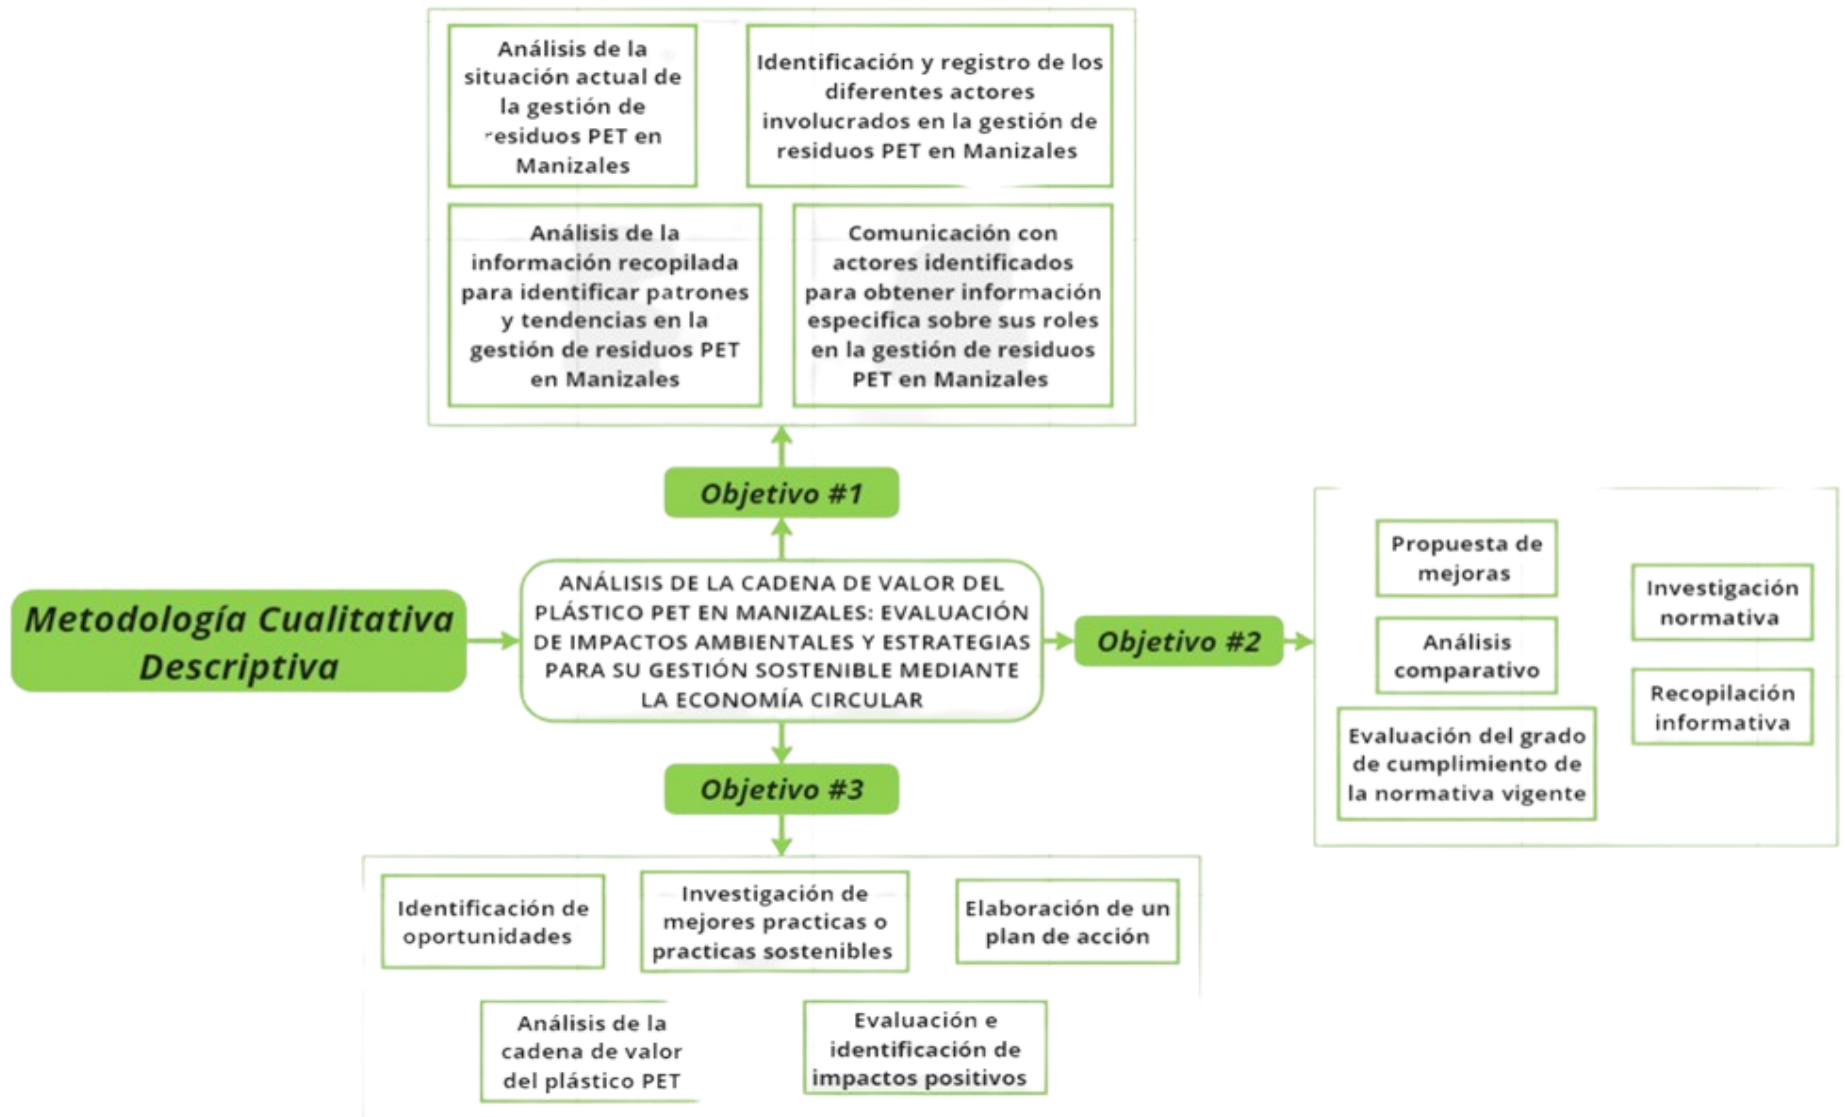 Análisis de la
situación actual de
la gestión de
residuos PET en
Manizales
Identificación y registro de los
diferentes actores
involucrados en la gestión de
residuos PET en Manizales
Análisis de la
información recopilada
para identificar patrones
y tendencias en la
gestión de residuos PET
en Manizales
Comunicación con
actores identificados
para obtener información
especifica sobre sus roles
en la gestión de residuos
PET en Manizales
Objetivo #1
Metodología Cualitativa
Descriptiva
ANÁLISIS DE LA CADENA DE VALOR DEL
PLÁSTICO PET EN MANIZALES: EVALUACIÓN
DE IMPACTOS AMBIENTALES Y ESTRATEGIAS
PARA SU GESTIÓN SOSTENIBLE MEDIANTE
LA ECONOMÍA CIRCULAR
Objetivo #2
Propuesta de
mejoras
Investigación
normativa
Análisis
comparativo
Recopilación
informativa
Evaluación del grado
de cumplimiento de
la normativa vigente
Objetivo #3
Identificación de
oportunidades
Investigación de
mejores practicas o
practicas sostenibles
Elaboración de un
plan de acción
Análisis de la
cadena de valor
del plástico PET
Evaluación e
identificación de
impactos positivos